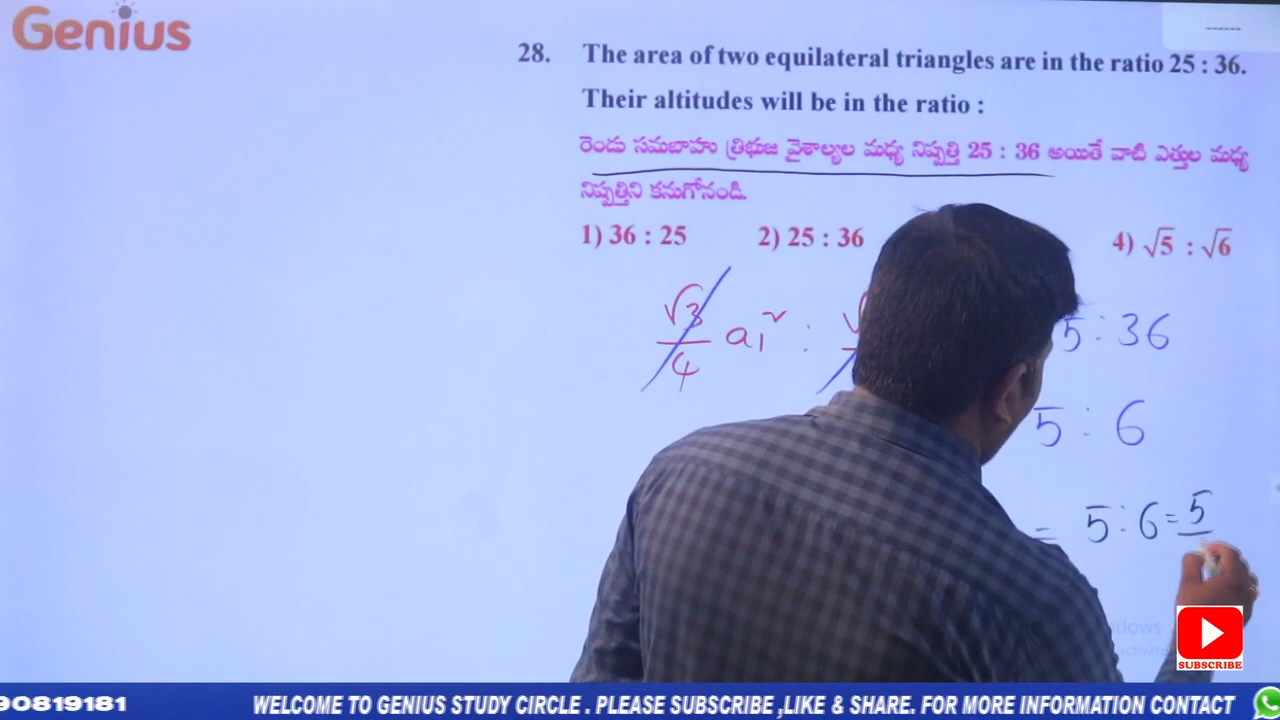 Genius
------
28. The area of two equilateral triangles are in the ratio 25 : 36.
Their altitudes will be in the ratio :
రెండు సమబాహు త్రిభుజ వైశాల్యల మధ్య నిష్పత్తి 25 : 36 అయితే వాటి ఎత్తుల మధ్య
నిష్పత్తిని కనుగోనండి.
1) 36 : 25 2) 25 : 36 4) √5 : √6
√3/4 a₁² : 5 : 36
5 : 6
= 5 : 6 = 5
SUBSCRIBE
90819181 WELCOME TO GENIUS STUDY CIRCLE . PLEASE SUBSCRIBE ,LIKE & SHARE. FOR MORE INFORMATION CONTACT